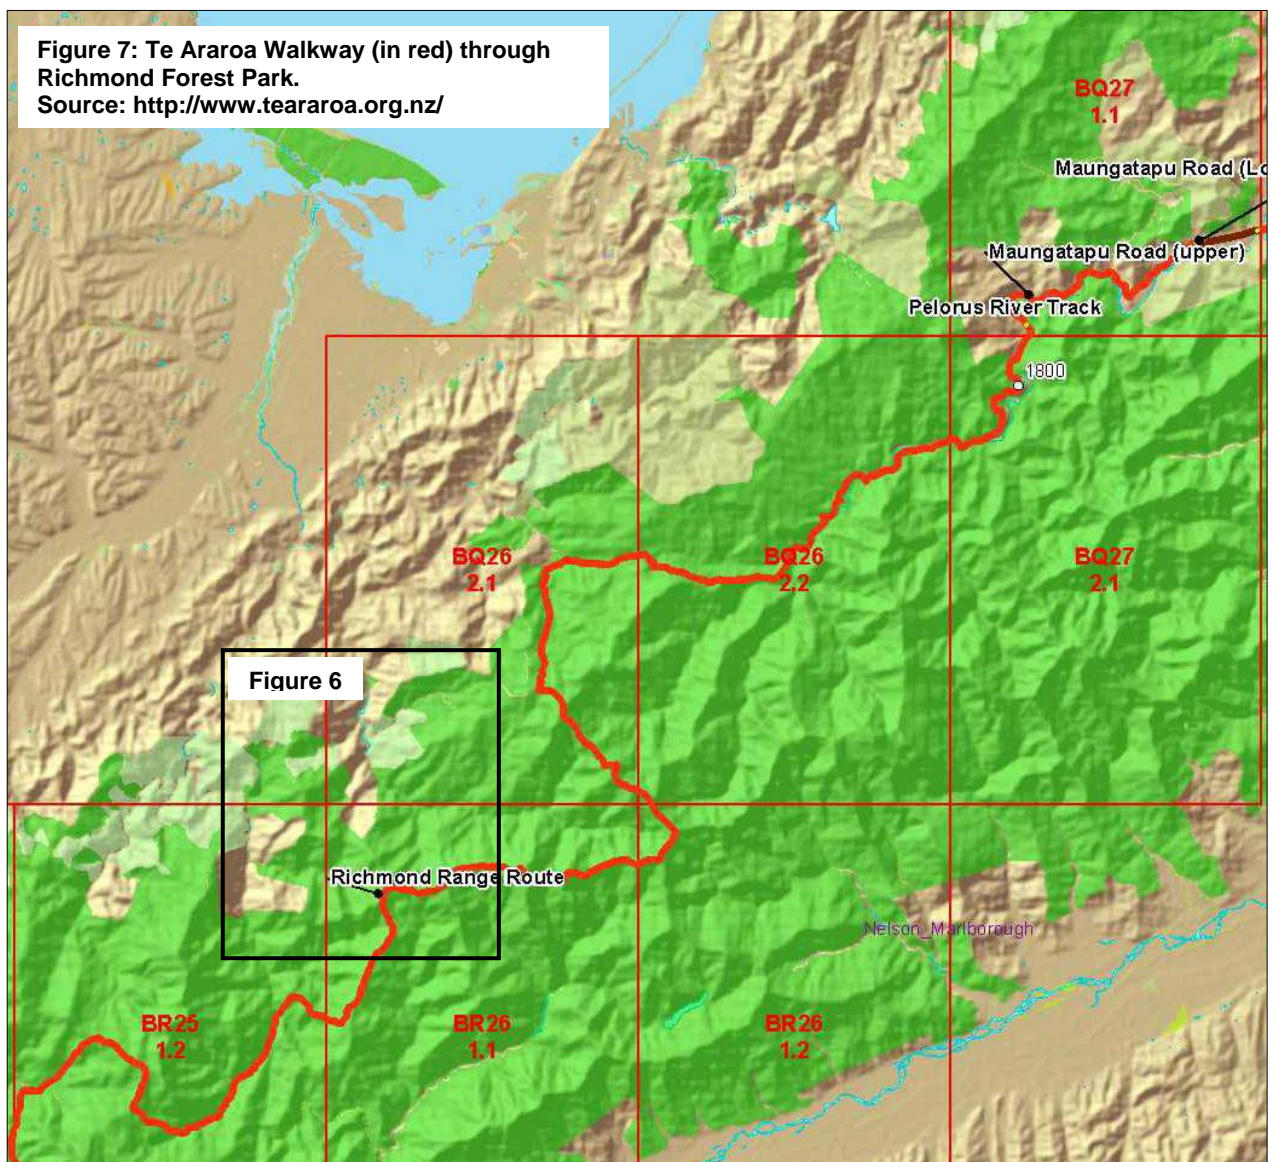 Figure 7: Te Araroa Walkway (in red) through
Richmond Forest Park.
Source: http://www.teararoa.org.nz/
BQ27
1.1
Maungatapu Road (Lo
Maungatapu Road (upper)
Pelorus River Track
1800
BQ26
2.1
BQ26
2.2
BQ27
2.1
Figure 6
Richmond Range Route
Nelson_Marlborough
BR25
1.2
BR26
1.1
BR26
1.2